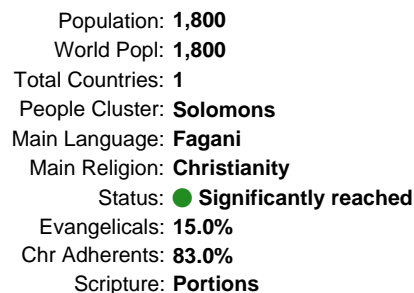 Population: 1,800
World Popl: 1,800
Total Countries: 1
People Cluster: Solomons
Main Language: Fagani
Main Religion: Christianity
Status: Significantly reached
Evangelicals: 15.0%
Chr Adherents: 83.0%
Scripture: Portions